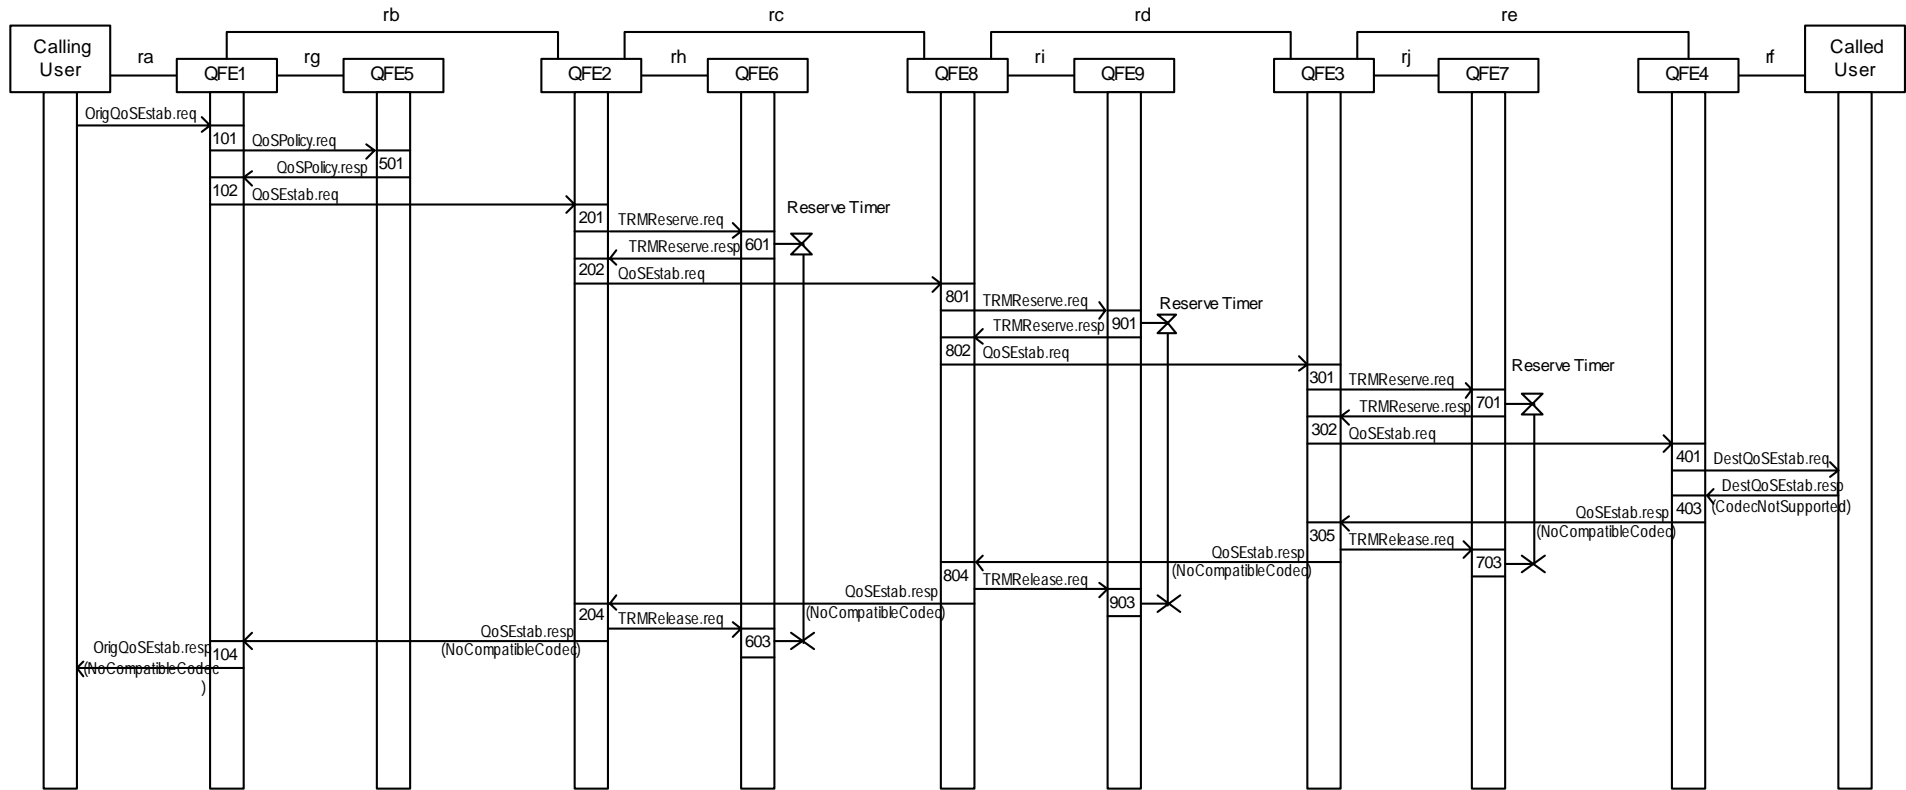 rb
rc
rd
re
Calling
User
ra
QFE1
rg
QFE5
QFE2
rh
QFE6
QFE8
ri
QFE9
QFE3
rj
QFE7
QFE4
rf
Called
User
OrigQoSEstab.req
101
QoSPolicy.req
501
QoSPolicy.resp
102
QoSEstab.req
201
TRMReserve.req
Reserve Timer
601
TRMReserve.resp
202
QoSEstab.req
801
TRMReserve.req
Reserve Timer
901
TRMReserve.resp
802
QoSEstab.req
301
TRMReserve.req
Reserve Timer
701
TRMReserve.resp
302
QoSEstab.req
401
DestQoSEstab.req
DestQoSEstab.resp
(CodecNotSupported)
403
QoSEstab.resp
(NoCompatibleCodec)
305
TRMRelease.req
703
QoSEstab.resp
(NoCompatibleCodec)
804
TRMRelease.req
903
QoSEstab.resp
(NoCompatibleCodec)
204
TRMRelease.req
603
QoSEstab.resp
(NoCompatibleCodec)
104
OrigQoSEstab.resp
(NoCompatibleCodec
)